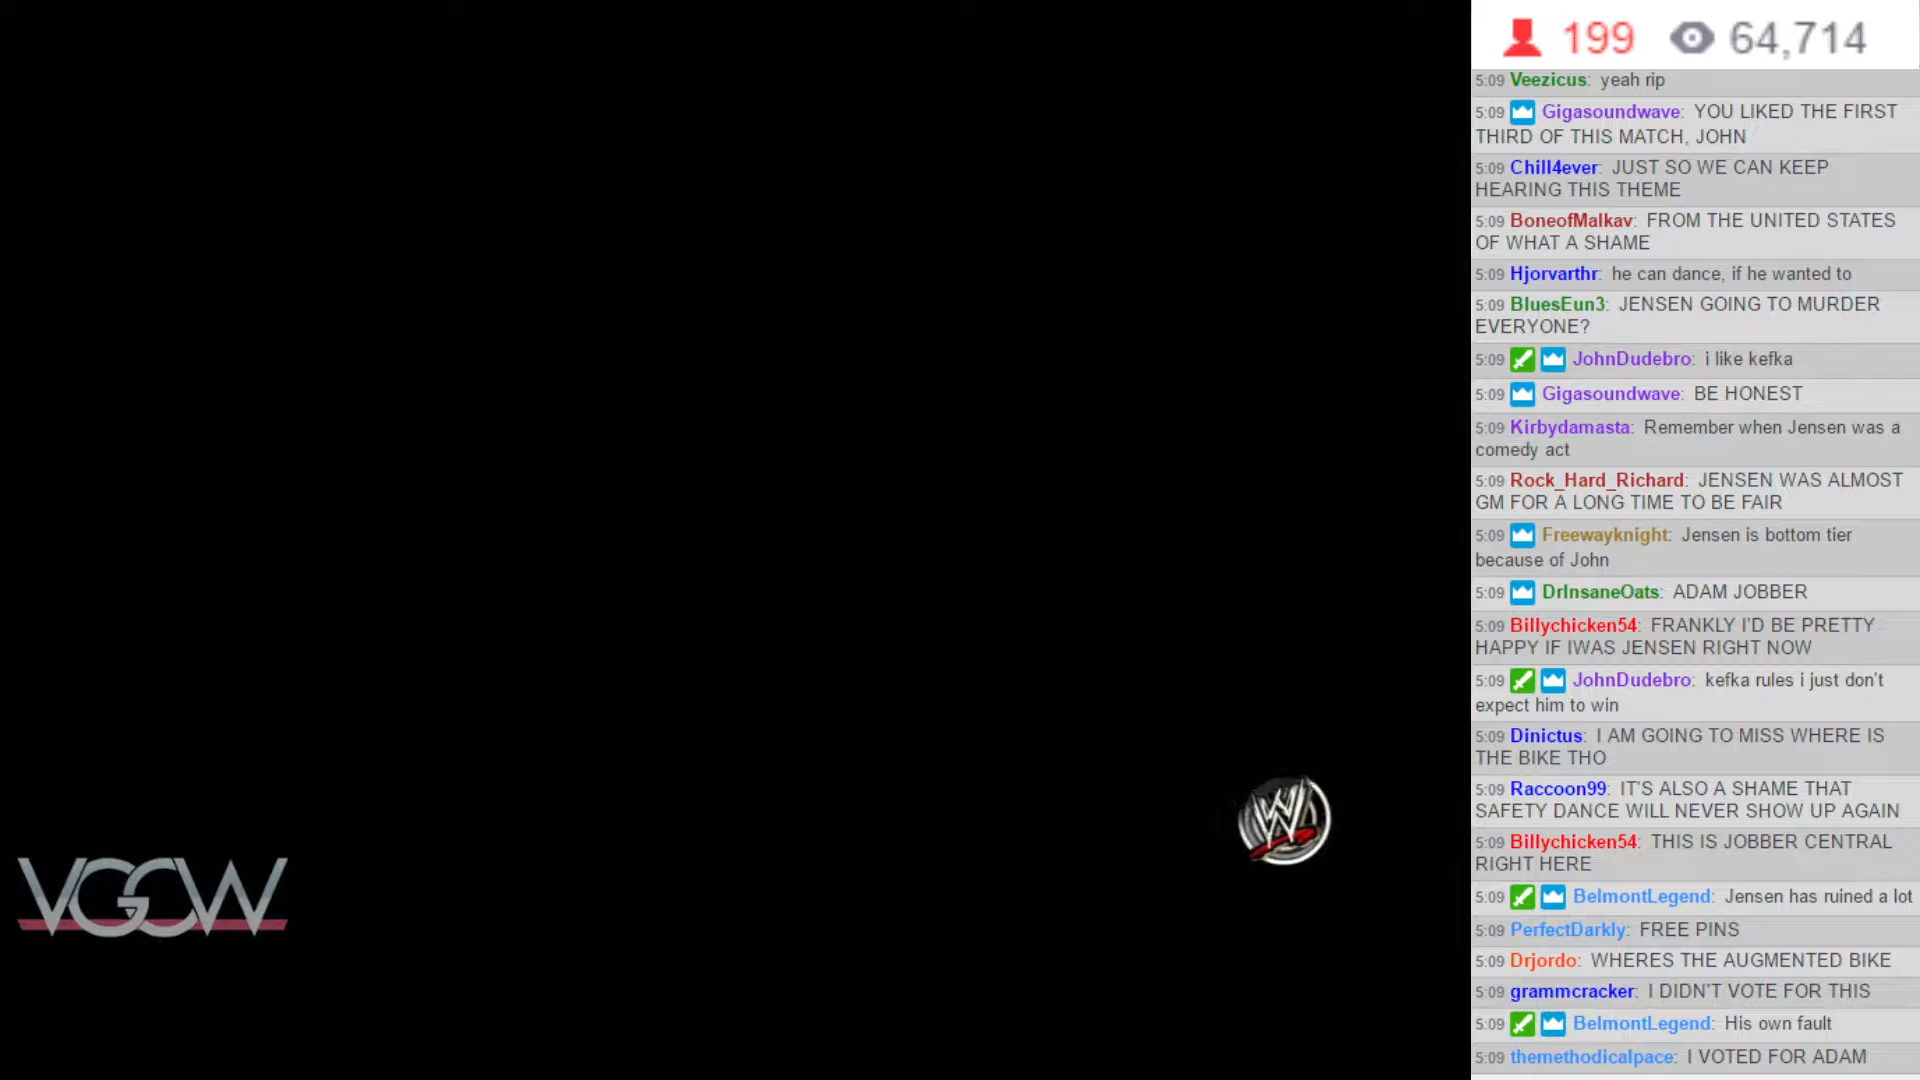 199 64,714
5:09 Veezicus: yeah rip
5:09 Gigasoundwave: YOU LIKED THE FIRST
THIRD OF THIS MATCH, JOHN
5:09 Chill4ever: JUST SO WE CAN KEEP
HEARING THIS THEME
5:09 BoneofMalkav: FROM THE UNITED STATES
OF WHAT A SHAME
5:09 Hjorvarthr: he can dance, if he wanted to
5:09 BluesEun3: JENSEN GOING TO MURDER
EVERYONE?
5:09 JohnDudebro: i like kefka
5:09 Gigasoundwave: BE HONEST
5:09 Kirbydamasta: Remember when Jensen was a
comedy act
5:09 Rock_Hard_Richard: JENSEN WAS ALMOST
GM FOR A LONG TIME TO BE FAIR
5:09 Freewayknight: Jensen is bottom tier
because of John
5:09 DrInsaneOats: ADAM JOBBER
5:09 Billychicken54: FRANKLY I'D BE PRETTY
HAPPY IF IWAS JENSEN RIGHT NOW
5:09 JohnDudebro: kefka rules i just don't
expect him to win
5:09 Dinictus: I AM GOING TO MISS WHERE IS
THE BIKE THO
5:09 Raccoon99: IT'S ALSO A SHAME THAT
SAFETY DANCE WILL NEVER SHOW UP AGAIN
5:09 Billychicken54: THIS IS JOBBER CENTRAL
RIGHT HERE
5:09 BelmontLegend: Jensen has ruined a lot
5:09 PerfectDarkly: FREE PINS
5:09 Drjordo: WHERES THE AUGMENTED BIKE
5:09 grammcracker: I DIDN'T VOTE FOR THIS
5:09 BelmontLegend: His own fault
5:09 themethodicalpace: I VOTED FOR ADAM
W
VGCW